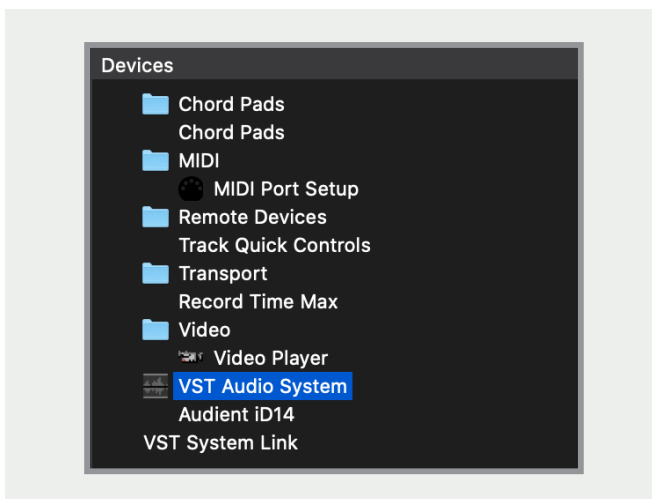 Devices
Chord Pads
Chord Pads
MIDI
MIDI Port Setup
Remote Devices
Track Quick Controls
Transport
Record Time Max
Video
Video Player
VST Audio System
Audient iD14
VST System Link